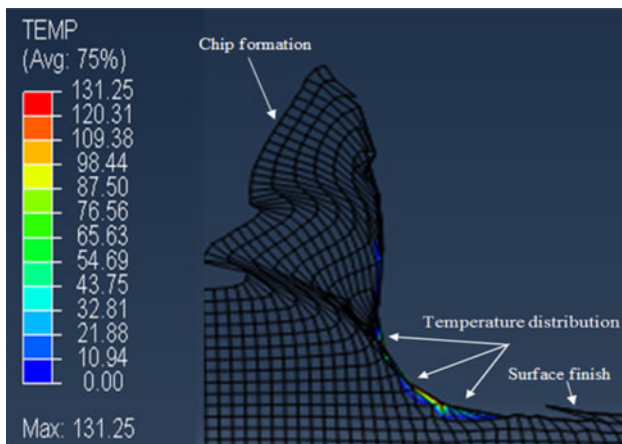 TEMP
(Avg: 75%)
131.25
120.31
109.38
98.44
87.50
76.56
65.63
54.69
43.75
32.81
21.88
10.94
0.00
Max: 131.25
Chip formation
Temperature distribution
Surface finish